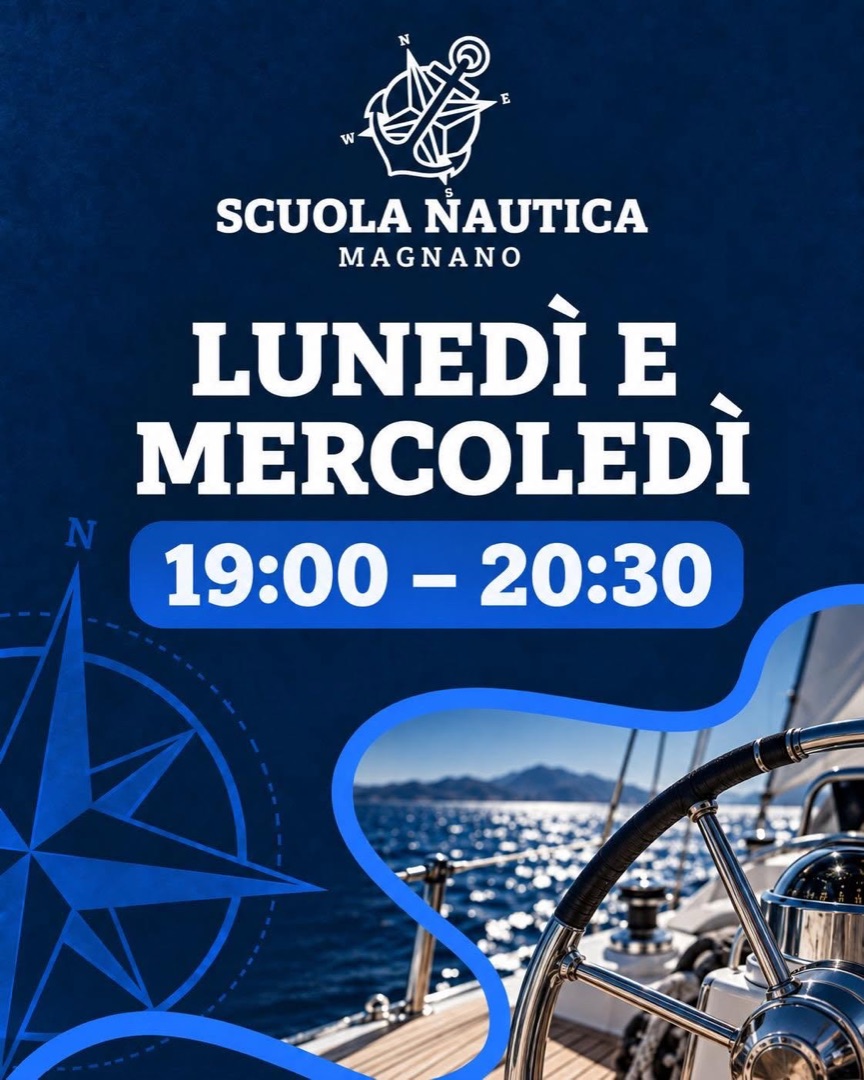 N
E
W
S
SCUOLA NAUTICA
MAGNANO
LUNEDÌ E
MERCOLEDÌ
19:00 – 20:30
N